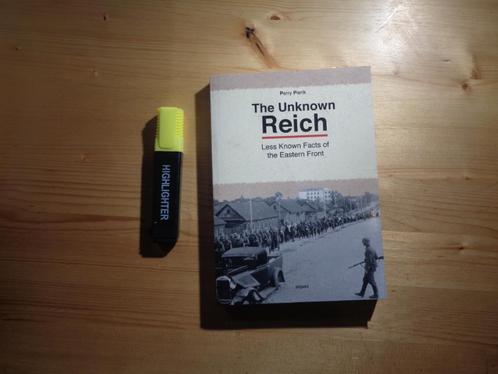 HIGHLIGHTER
Perry Pierik
The Unknown
Reich
Less Known Facts of
the Eastern Front